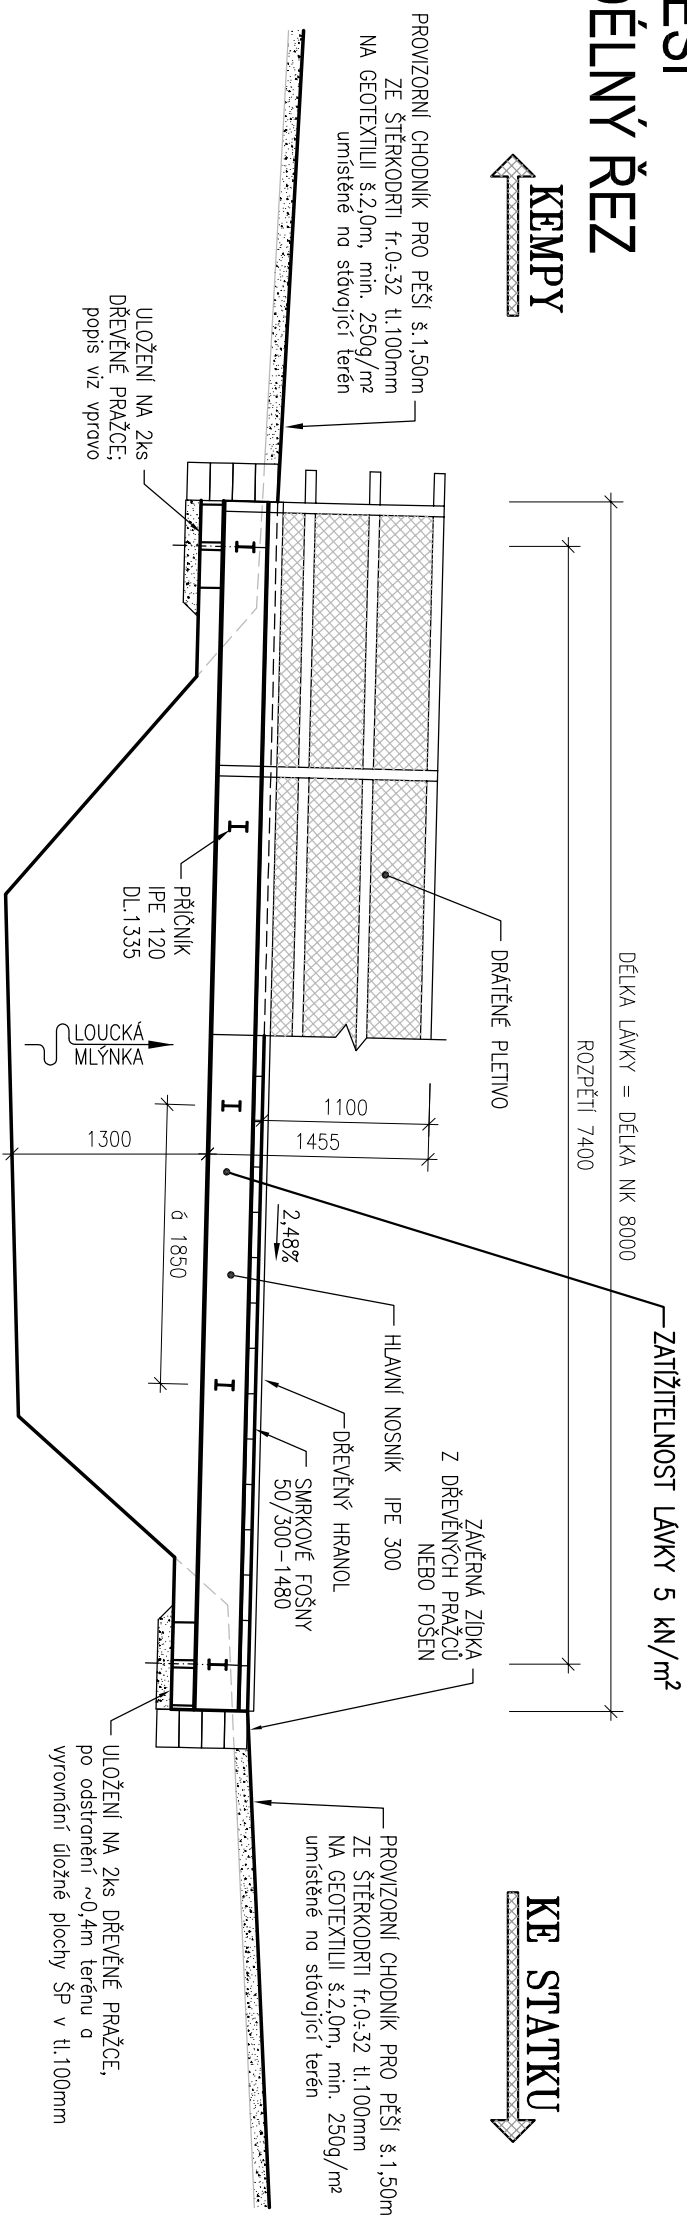 EŠÍ
DÉLNÝ ŘEZ
KEMPY
KE STATKU
ZATÍŽITELNOST LÁVKY 5 kN/m²
DÉLKA LÁVKY = DÉLKA NK 8000
ROZPĚTÍ 7400
PROVIZORNÍ CHODNÍK PRO PĚŠÍ š.1,50m
ZE ŠTĚRKODRTI fr.0÷32 tl.100mm
NA GEOTEXTILII š.2,0m, min. 250g/m²
umístěné na stávající terén
DRÁTĚNÉ PLETIVO
ZÁVĚRNÁ ZÍDKA
Z DŘEVĚNÝCH PRAŽCŮ
NEBO FOŠEN
HLAVNÍ NOSNÍK IPE 300
DŘEVĚNÝ HRANOL
SMRKOVÉ FOŠNY
50/300-1480
PROVIZORNÍ CHODNÍK PRO PĚŠÍ š.1,50m
ZE ŠTĚRKODRTI fr.0÷32 tl.100mm
NA GEOTEXTILII š.2,0m, min. 250g/m²
umístěné na stávající terén
1100
1455
2,48%
1300
á 1850
ULOŽENÍ NA 2ks
DŘEVĚNÉ PRAŽCE;
popis viz vpravo
PŘÍČNÍK
IPE 120
DL.1335
LOUCKÁ
MLÝNKA
ULOŽENÍ NA 2ks DŘEVĚNÉ PRAŽCE,
po odstranění ~0,4m terénu a
vyrovnání úložné plochy ŠP v tl.100mm